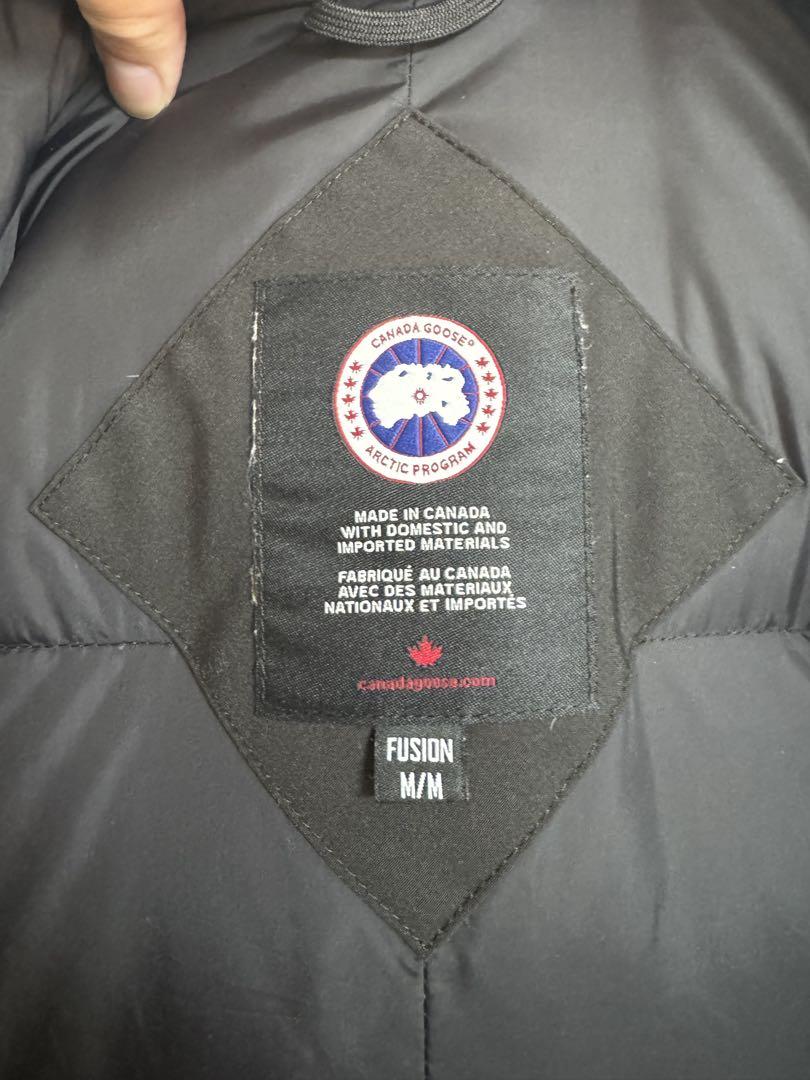 CANADA GOOSE®
ARCTIC PROGRAM
MADE IN CANADA
WITH DOMESTIC AND
IMPORTED MATERIALS
FABRIQUÉ AU CANADA
AVEC DES MATERIAUX
NATIONAUX ET IMPORTÉS
canadagoose.com
FUSION
M/M